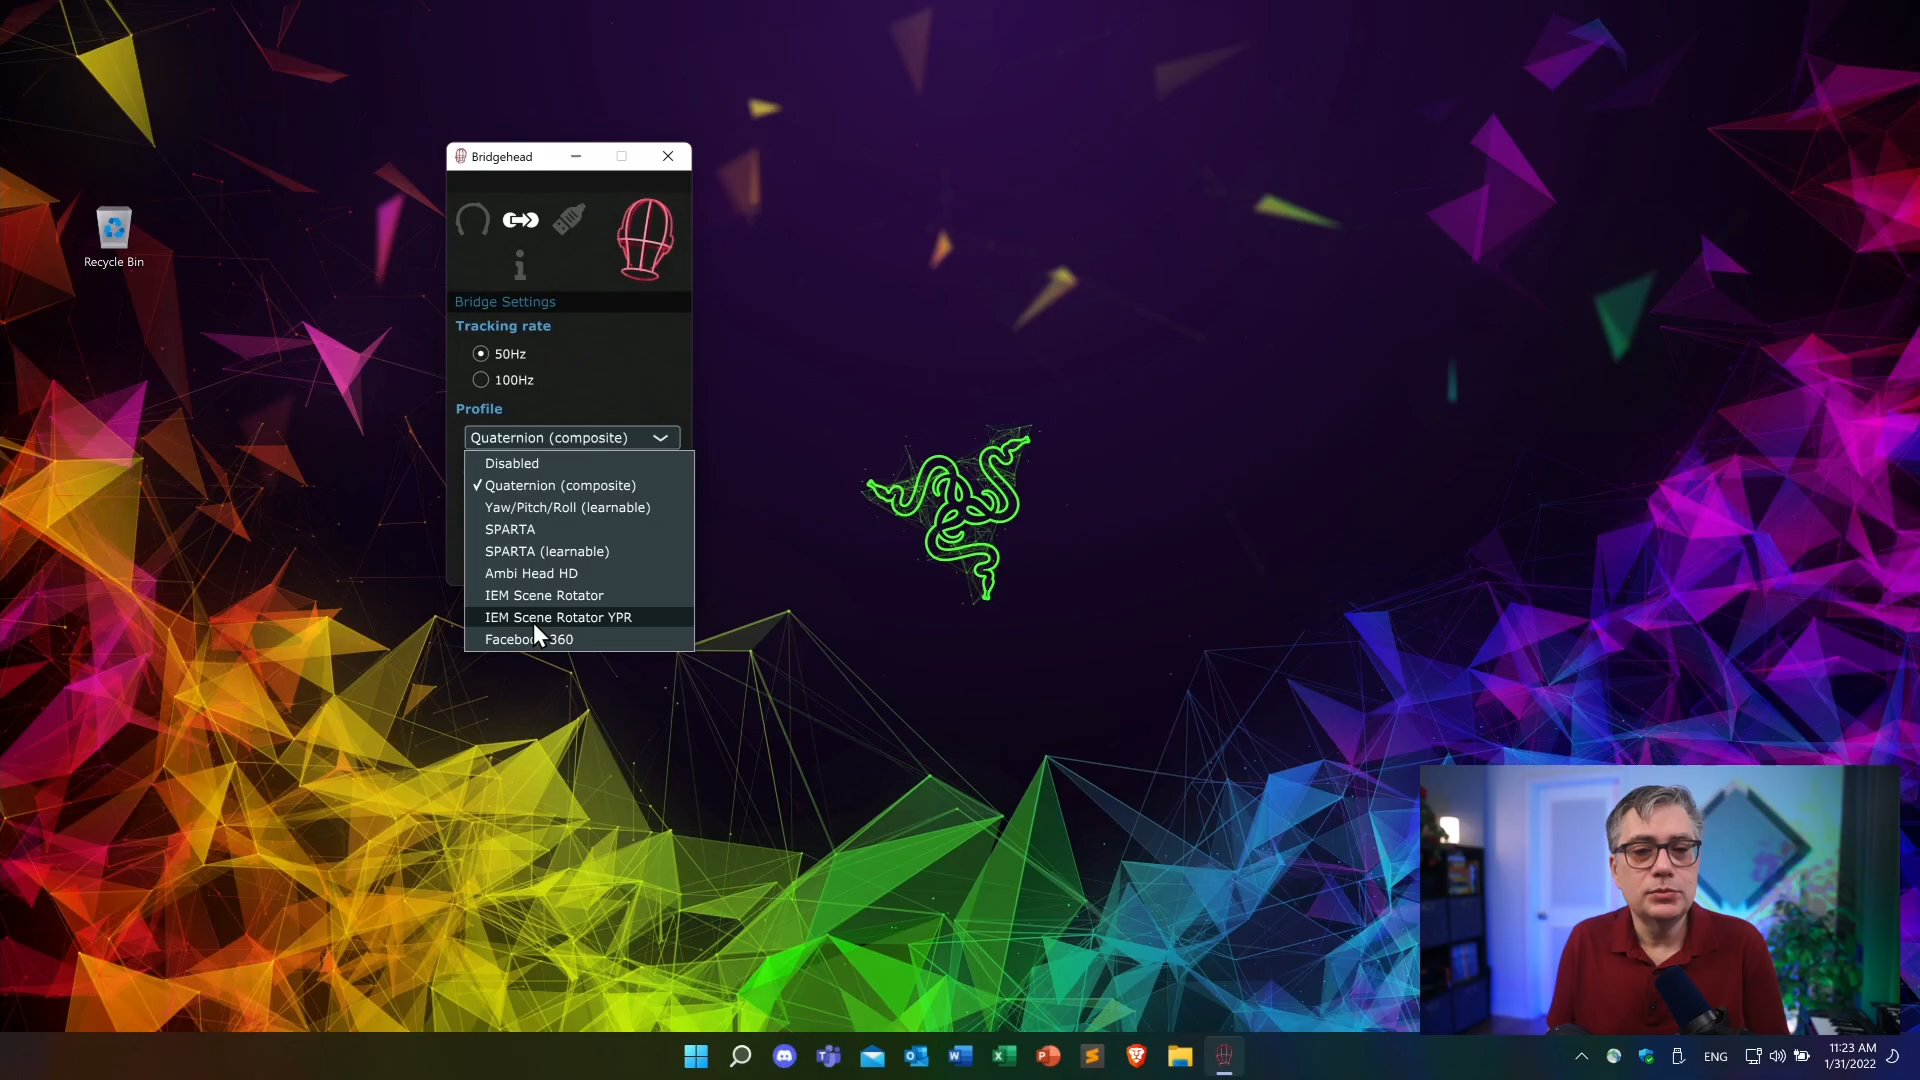 Bridgehead
Recycle Bin
Bridge Settings
Tracking rate
50Hz
100Hz
Profile
Quaternion (composite)
Disabled
✓ Quaternion (composite)
Yaw/Pitch/Roll (learnable)
SPARTA
SPARTA (learnable)
Ambi Head HD
IEM Scene Rotator
IEM Scene Rotator YPR
Facebook 360
ENG
11:23 AM
1/31/2022